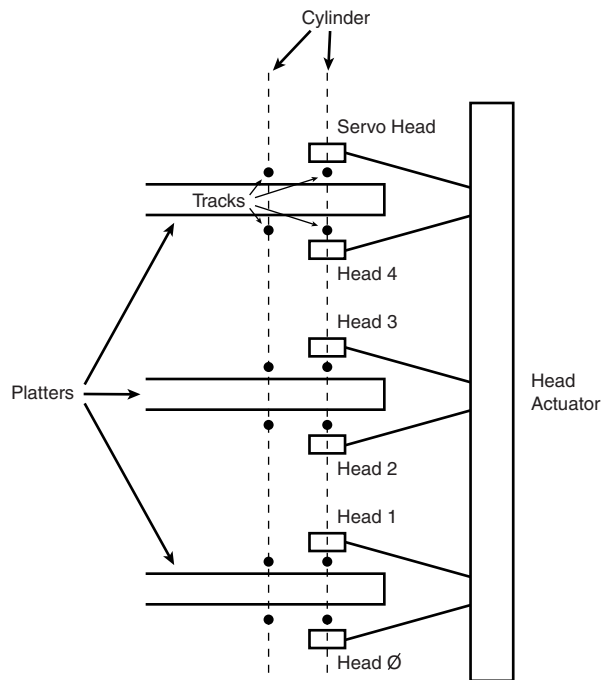 Cylinder
Servo Head
Tracks
Head 4
Head 3
Platters
Head
Actuator
Head 2
Head 1
Head Ø